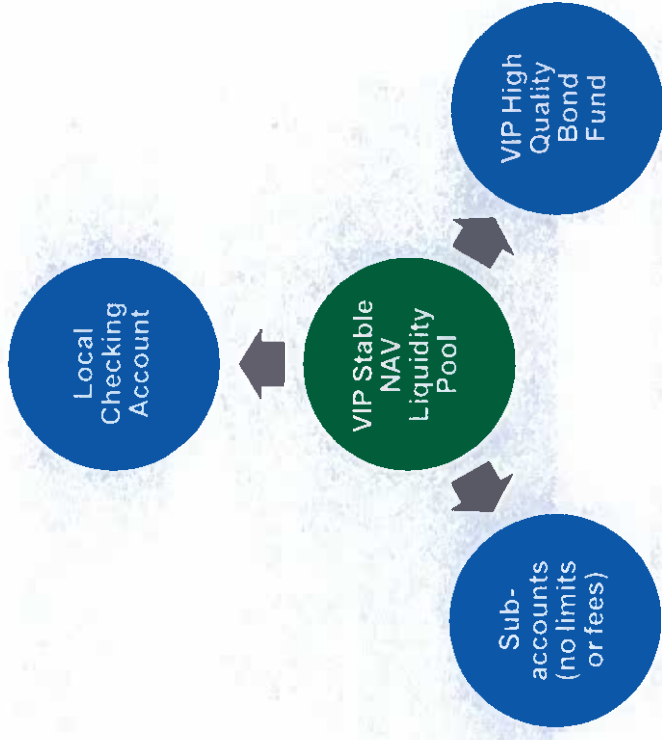 Local
Checking
Account
VIP Stable
NAV
Liquidity
Pool
Sub-
accounts
(no limits
or fees)
VIP High
Quality
Bond
Fund